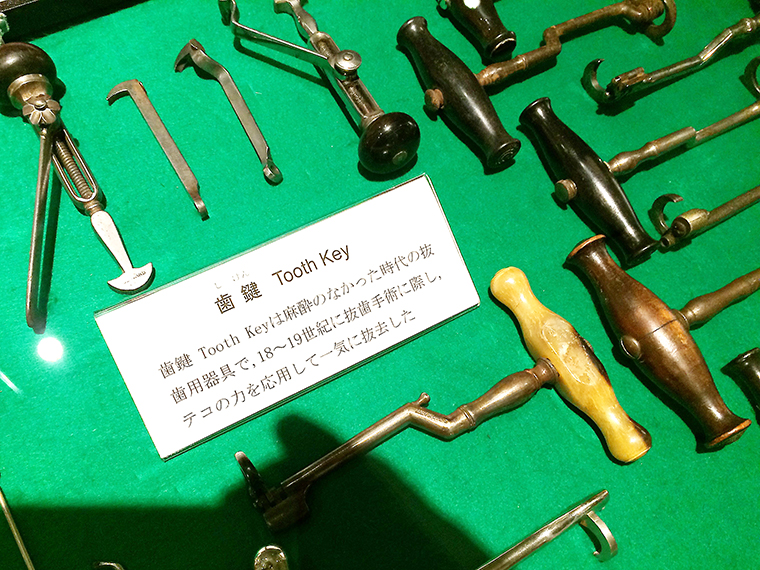 しけん
歯鍵 Tooth Key
歯鍵 Tooth Keyは麻酔のなかった時代の抜
歯用器具で，18〜19世紀に抜歯手術に際し，
テコの力を応用して一気に抜去した